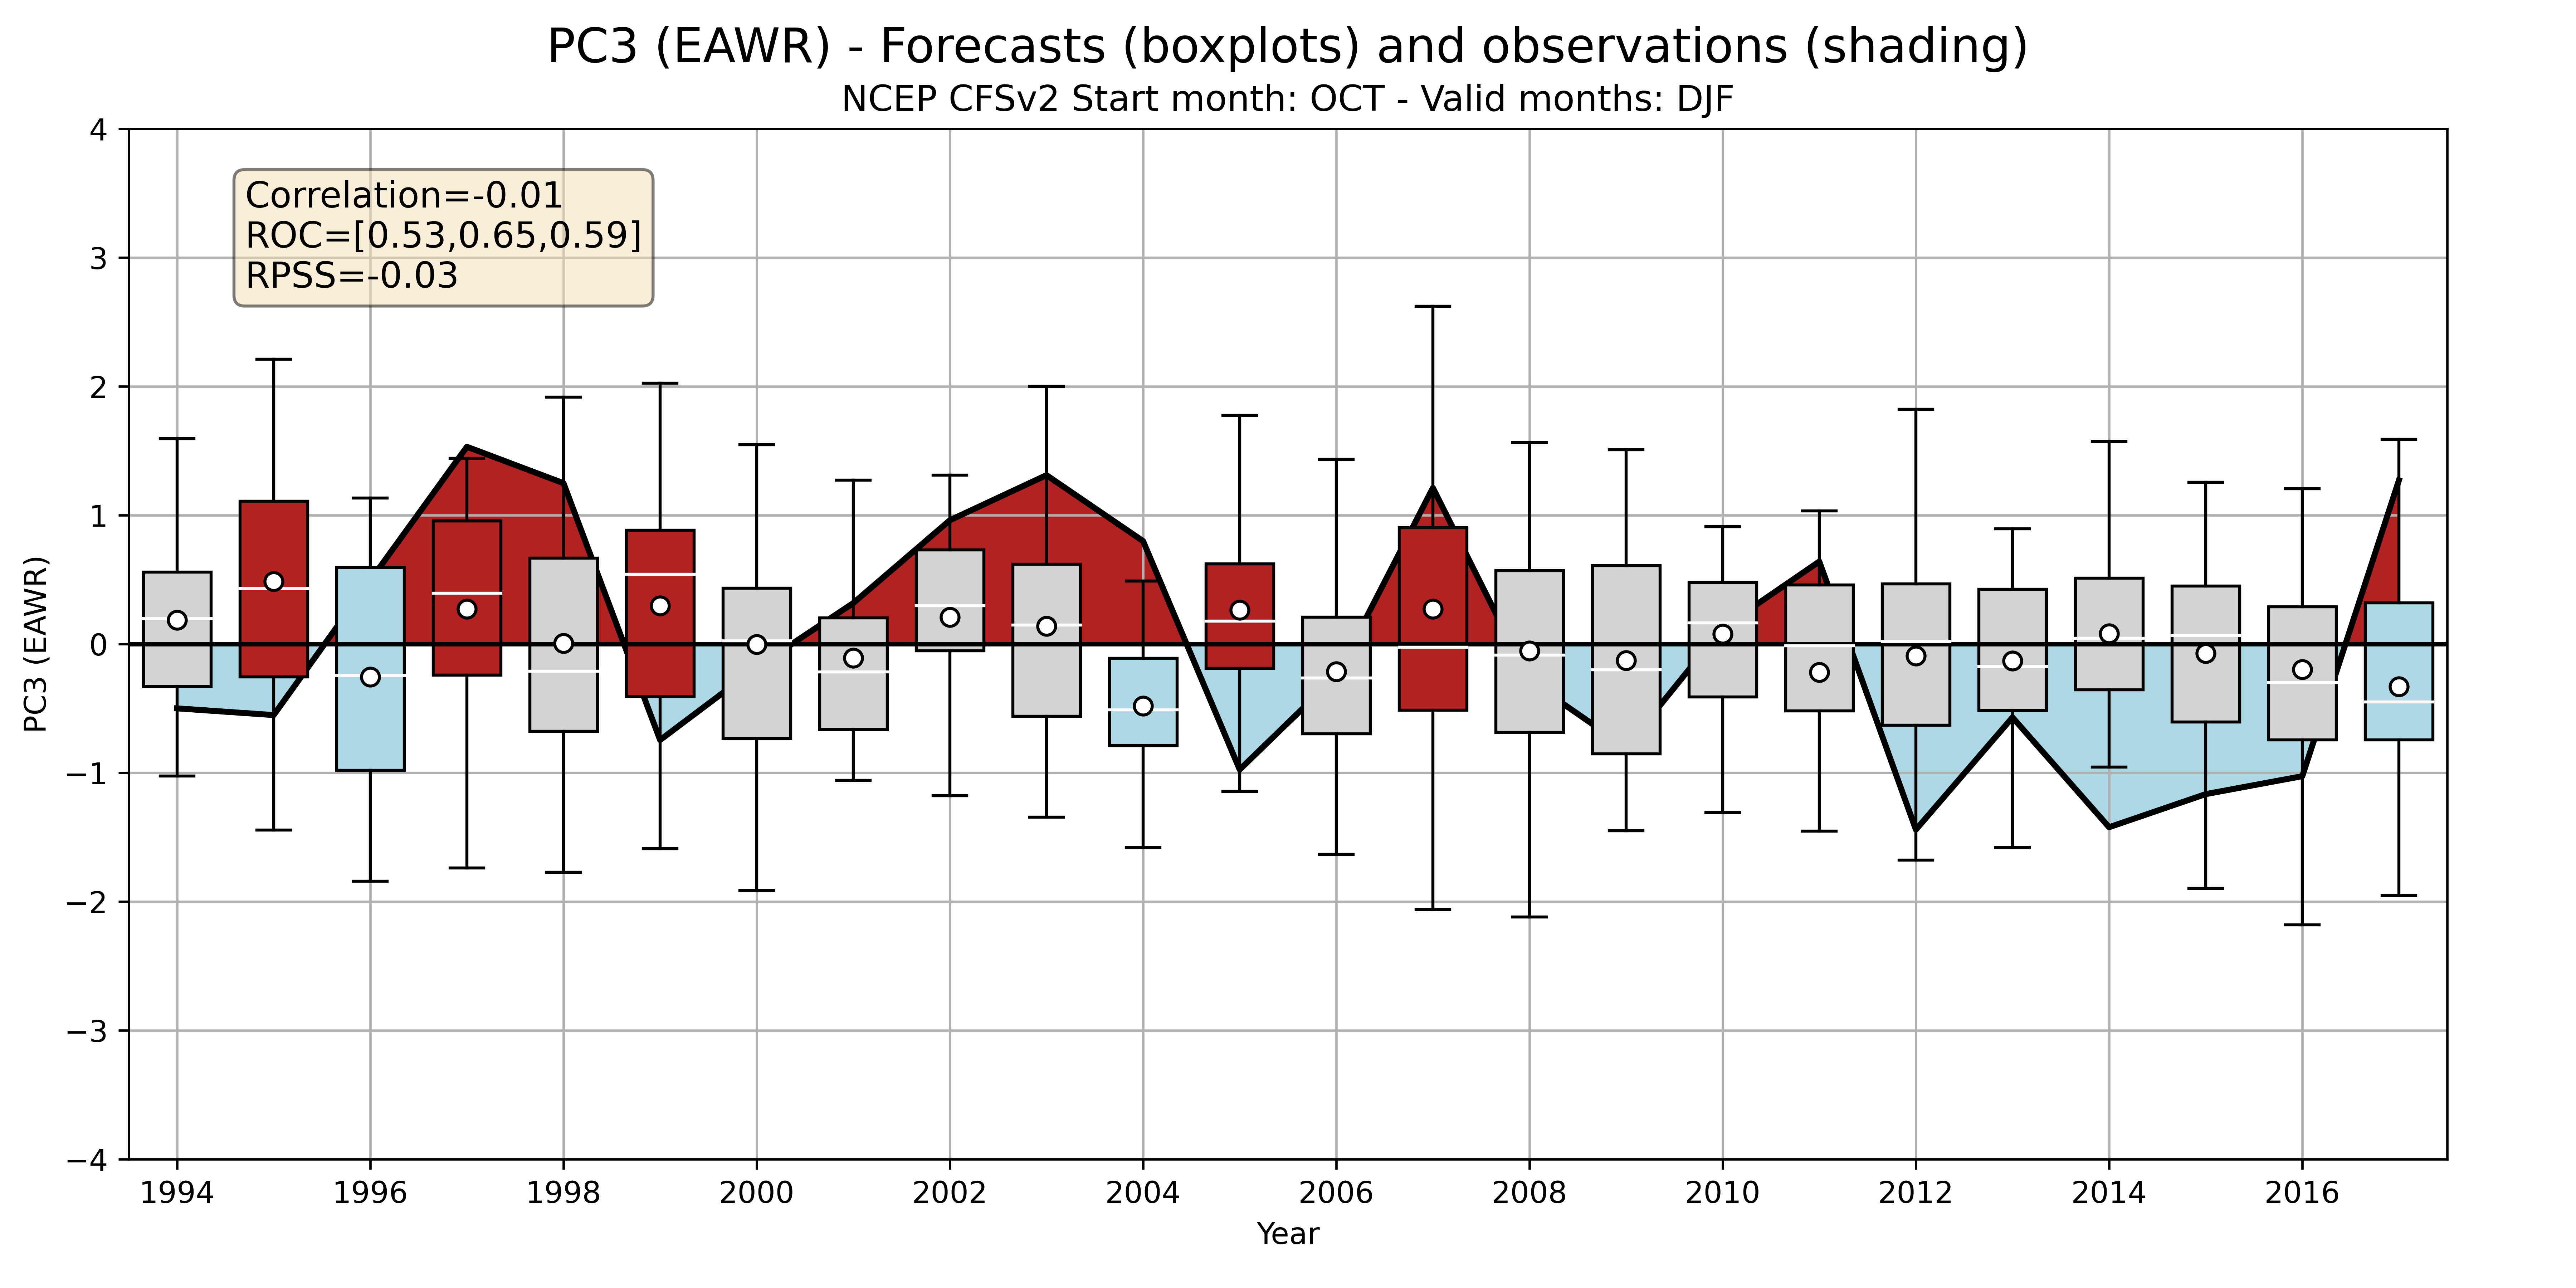 PC3 (EAWR) - Forecasts (boxplots) and observations (shading)
NCEP CFSv2 Start month: OCT - Valid months: DJF
Correlation=-0.01
ROC=[0.53,0.65,0.59]
RPSS=-0.03
PC3 (EAWR)
4
3
2
1
0
−1
−2
−3
−4
1994 1996 1998 2000 2002 2004 2006 2008 2010 2012 2014 2016
Year